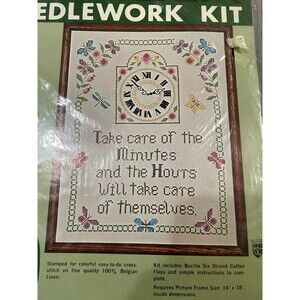 EDLEWORK KIT
Take care of the
Minutes
and the Hours
Will take care
of themselves.
Stamped for colorful easy-to-do cross-
stitch on fine quality 100% Belgian
Linen.
Kit includes Bucilla Six Strand Cotton
Floss and simple instructions to com-
plete.
Requires Picture Frame Size: 14" x 18"
inside dimensions.